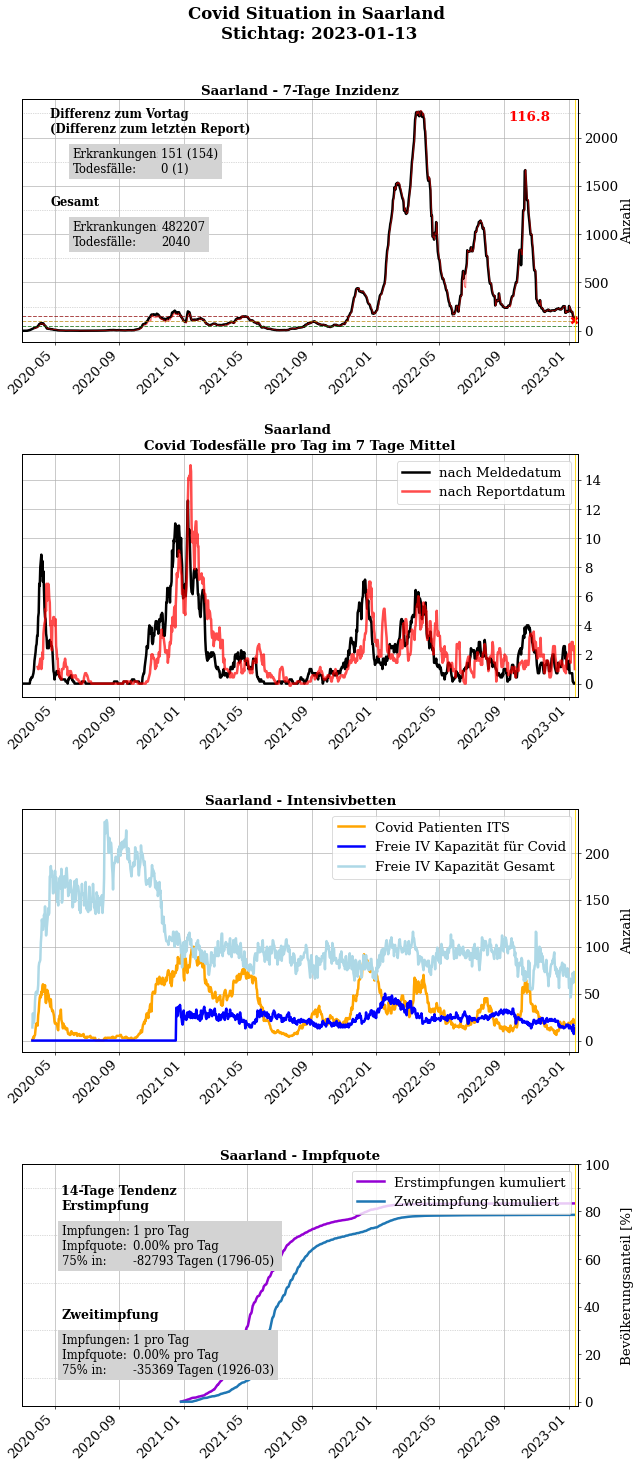 Covid Situation in Saarland
Stichtag: 2023-01-13
Saarland - 7-Tage Inzidenz
Differenz zum Vortag
(Differenz zum letzten Report)
Erkrankungen 151 (154)
Todesfälle: 0 (1)
Gesamt
Erkrankungen 482207
Todesfälle: 2040
116.8
2000
1500
1000
500
0
Anzahl
2020-05
2020-09
2021-01
2021-05
2021-09
2022-01
2022-05
2022-09
2023-01
Saarland
Covid Todesfälle pro Tag im 7 Tage Mittel
nach Meldedatum
nach Reportdatum
14
12
10
8
6
4
2
0
2020-05
2020-09
2021-01
2021-05
2021-09
2022-01
2022-05
2022-09
2023-01
Saarland - Intensivbetten
Covid Patienten ITS
Freie IV Kapazität für Covid
Freie IV Kapazität Gesamt
200
150
100
50
0
Anzahl
2020-05
2020-09
2021-01
2021-05
2021-09
2022-01
2022-05
2022-09
2023-01
Saarland - Impfquote
14-Tage Tendenz
Erstimpfung
Impfungen: 1 pro Tag
Impfquote: 0.00% pro Tag
75% in: -82793 Tagen (1796-05)
Zweitimpfung
Impfungen: 1 pro Tag
Impfquote: 0.00% pro Tag
75% in: -35369 Tagen (1926-03)
Erstimpfungen kumuliert
Zweitimpfung kumuliert
100
80
60
40
20
0
Bevölkerungsanteil [%]
2020-05
2020-09
2021-01
2021-05
2021-09
2022-01
2022-05
2022-09
2023-01